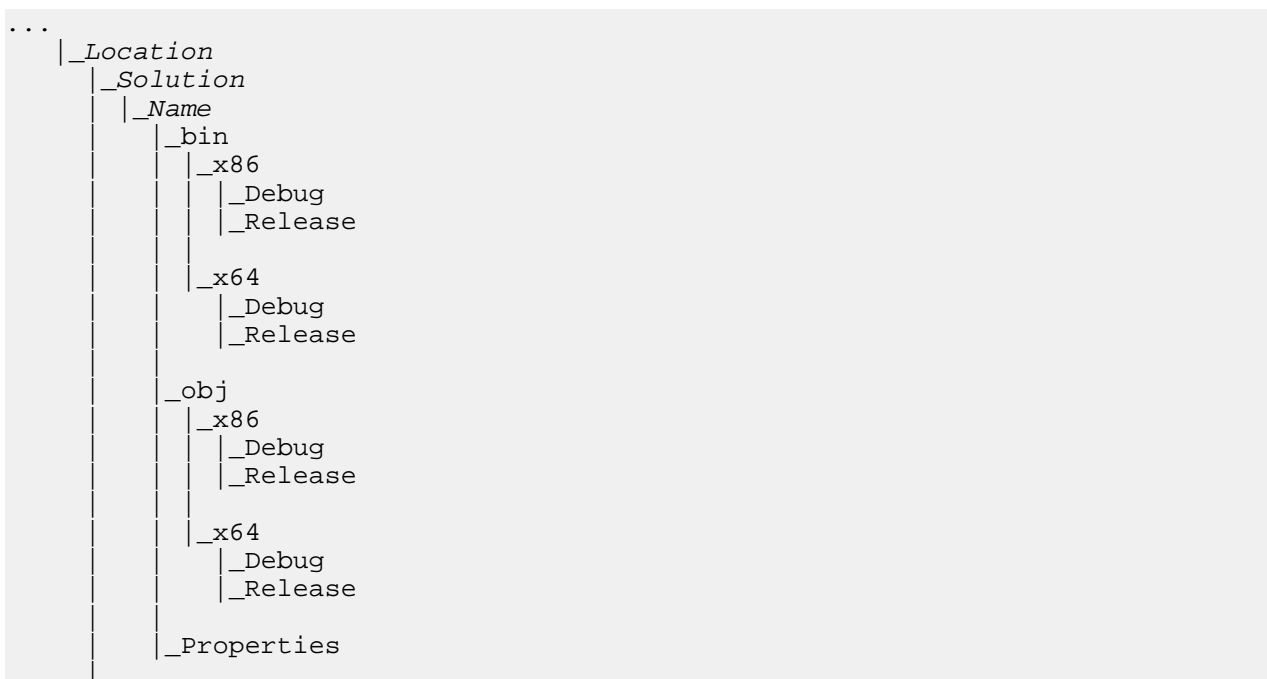 ...
   |_Location
     |_Solution
     | |_Name
     |   |_bin
     |   | |_x86
     |   | | |_Debug
     |   | | |_Release
     |   | |
     |   | |_x64
     |   |   |_Debug
     |   |   |_Release
     |   |
     |   |_obj
     |   | |_x86
     |   | | |_Debug
     |   | | |_Release
     |   | |
     |   | |_x64
     |   |   |_Debug
     |   |   |_Release
     |   |
     |   |_Properties
     |